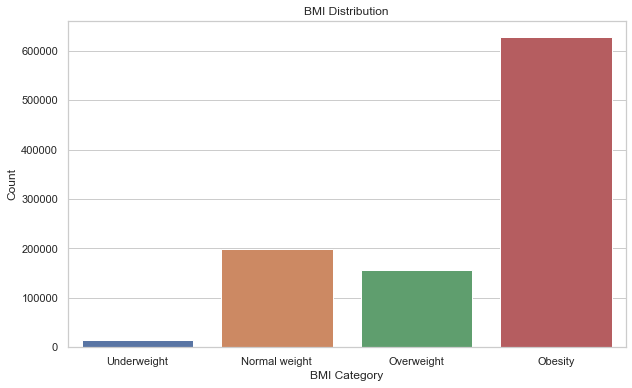 BMI Distribution
Count
600000
500000
400000
300000
200000
100000
0
Underweight Normal weight Overweight Obesity
BMI Category